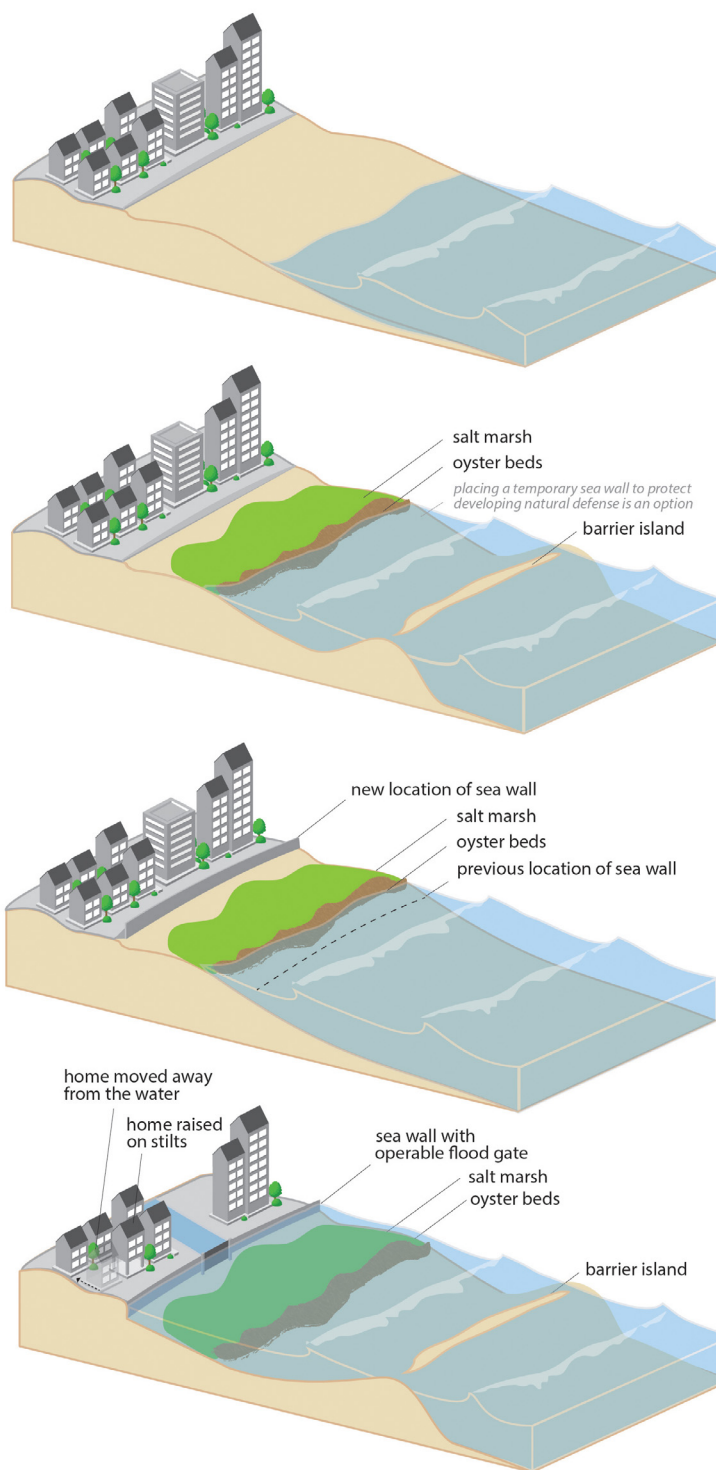 salt marsh
oyster beds
placing a temporary sea wall to protect
developing natural defense is an option
barrier island
new location of sea wall
salt marsh
oyster beds
previous location of sea wall
home moved away
from the water
home raised
on stilts
sea wall with
operable flood gate
salt marsh
oyster beds
barrier island